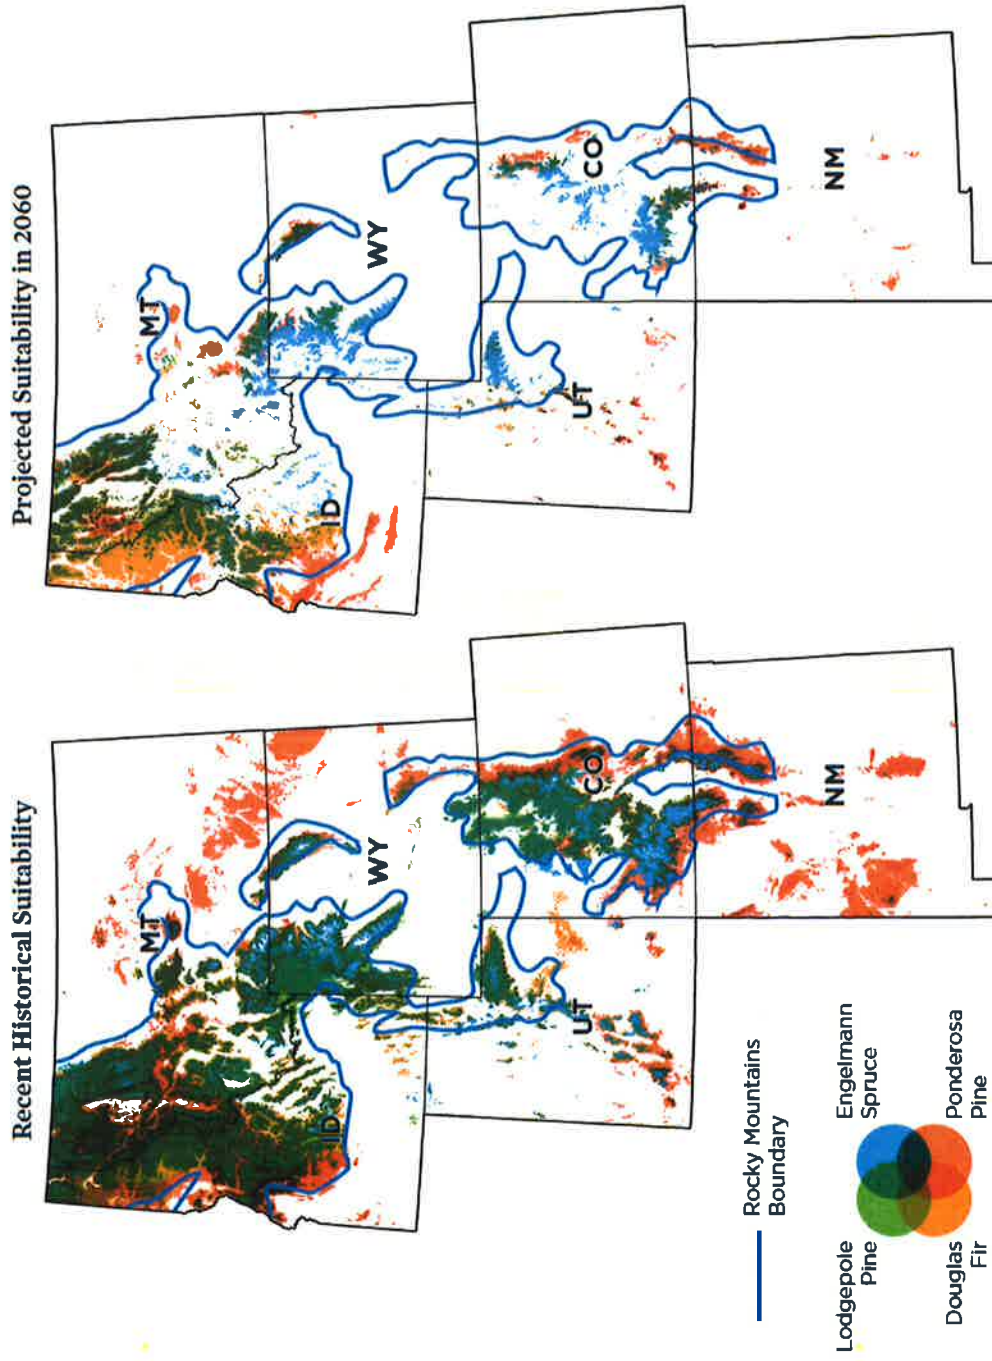 Recent Historical Suitability
MT
ID
WY
UT
CO
NM
Projected Suitability in 2060
MT
ID
WY
UT
CO
NM
Rocky Mountains
Boundary
Lodgepole
Pine
Engelmann
Spruce
Douglas
Fir
Ponderosa
Pine